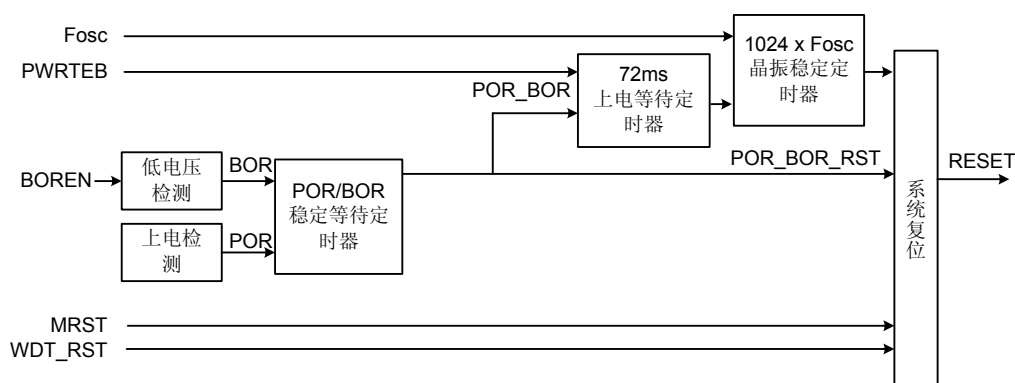 Fosc
PWRTEB
1024 x Fosc
晶振稳定定
时器
72ms
上电等待定
时器
POR_BOR
POR_BOR_RST
RESET
BOREN
低电压
检测
BOR
POR/BOR
稳定等待定
时器
上电检
测
POR
系统复位
MRST
WDT_RST